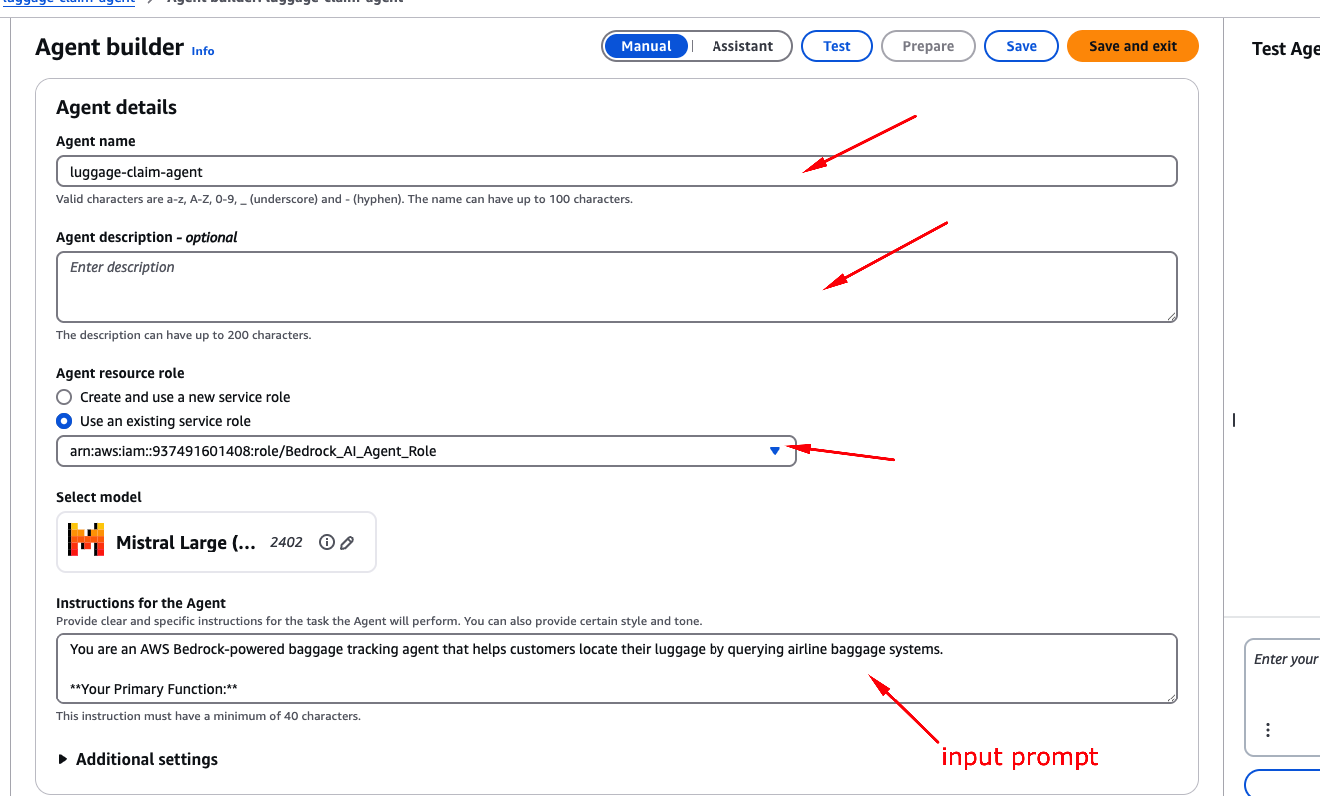 luggage-claim-agent > Agent builder: luggage-claim-agent
Agent builder Info
Manual | Assistant
Test
Prepare
Save
Save and exit
Test Age
Agent details
Agent name
luggage-claim-agent
Valid characters are a-z, A-Z, 0-9, _ (underscore) and - (hyphen). The name can have up to 100 characters.
Agent description - optional
Enter description
The description can have up to 200 characters.
Agent resource role
Create and use a new service role
Use an existing service role
arn:aws:iam::937491601408:role/Bedrock_AI_Agent_Role
Select model
Mistral Large (... 2402
Instructions for the Agent
Provide clear and specific instructions for the task the Agent will perform. You can also provide certain style and tone.
You are an AWS Bedrock-powered baggage tracking agent that helps customers locate their luggage by querying airline baggage systems.
**Your Primary Function:**
Enter your
This instruction must have a minimum of 40 characters.
input prompt
Additional settings